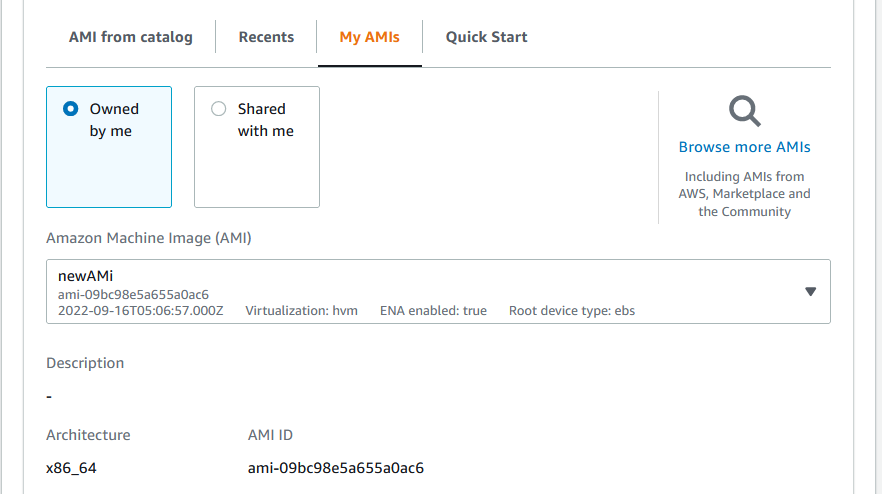 AMI from catalog Recents My AMIs Quick Start
Owned by me
Shared with me
Browse more AMIs
Including AMIs from
AWS, Marketplace and
the Community
Amazon Machine Image (AMI)
newAMi
ami-09bc98e5a655a0ac6
2022-09-16T05:06:57.000Z Virtualization: hvm ENA enabled: true Root device type: ebs
Description
-
Architecture AMI ID
x86_64 ami-09bc98e5a655a0ac6